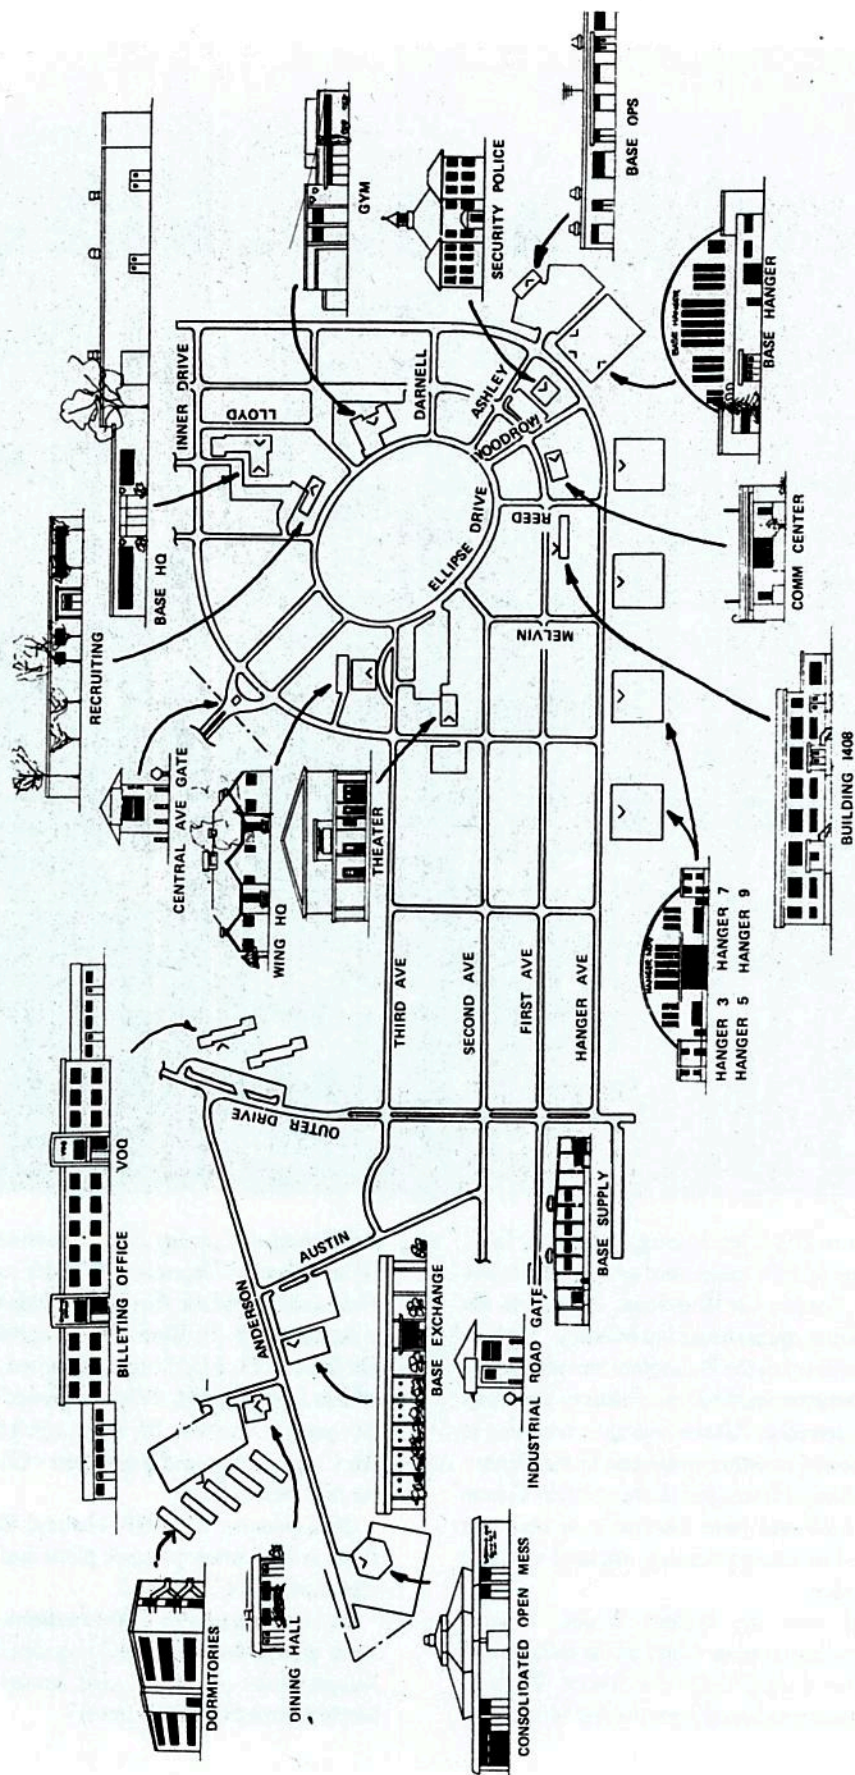 DORMITORIES
DINING HALL
CONSOLIDATED OPEN MESS
BILLETING OFFICE
VOQ
ANDERSON
AUSTIN
BASE EXCHANGE
INDUSTRIAL ROAD GATE
BASE SUPPLY
OUTER DRIVE
THIRD AVE
SECOND AVE
FIRST AVE
HANGER AVE
HANGER 3 HANGER 7
HANGER 5 HANGER 9
RECRUITING
CENTRAL AVE GATE
WING HQ
THEATER
BASE HQ
INNER DRIVE
LLOYD
DARNELL
ASHLEY
WOODROW
ELLIPSE DRIVE
REED
MELVIN
GYM
SECURITY POLICE
BASE OPS
BASE HANGER
BASE HANGER
COMM CENTER
BUILDING 1408